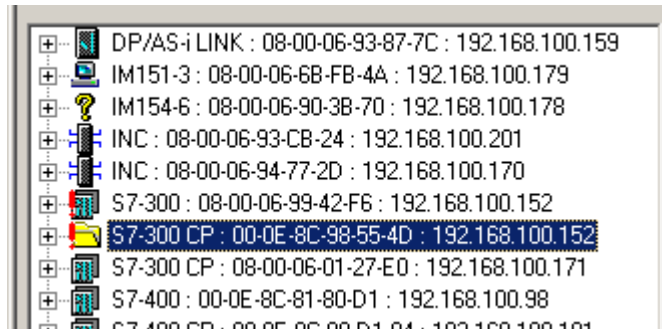 DP/AS-i LINK : 08-00-06-93-87-7C : 192.168.100.159
IM151-3 : 08-00-06-6B-FB-4A : 192.168.100.179
IM154-6 : 08-00-06-90-3B-70 : 192.168.100.178
INC : 08-00-06-93-CB-24 : 192.168.100.201
INC : 08-00-06-94-77-2D : 192.168.100.170
S7-300 : 08-00-06-99-42-F6 : 192.168.100.152
S7-300 CP : 00-0E-8C-98-55-4D : 192.168.100.152
S7-300 CP : 08-00-06-01-27-E0 : 192.168.100.171
S7-400 : 00-0E-8C-81-80-D1 : 192.168.100.98